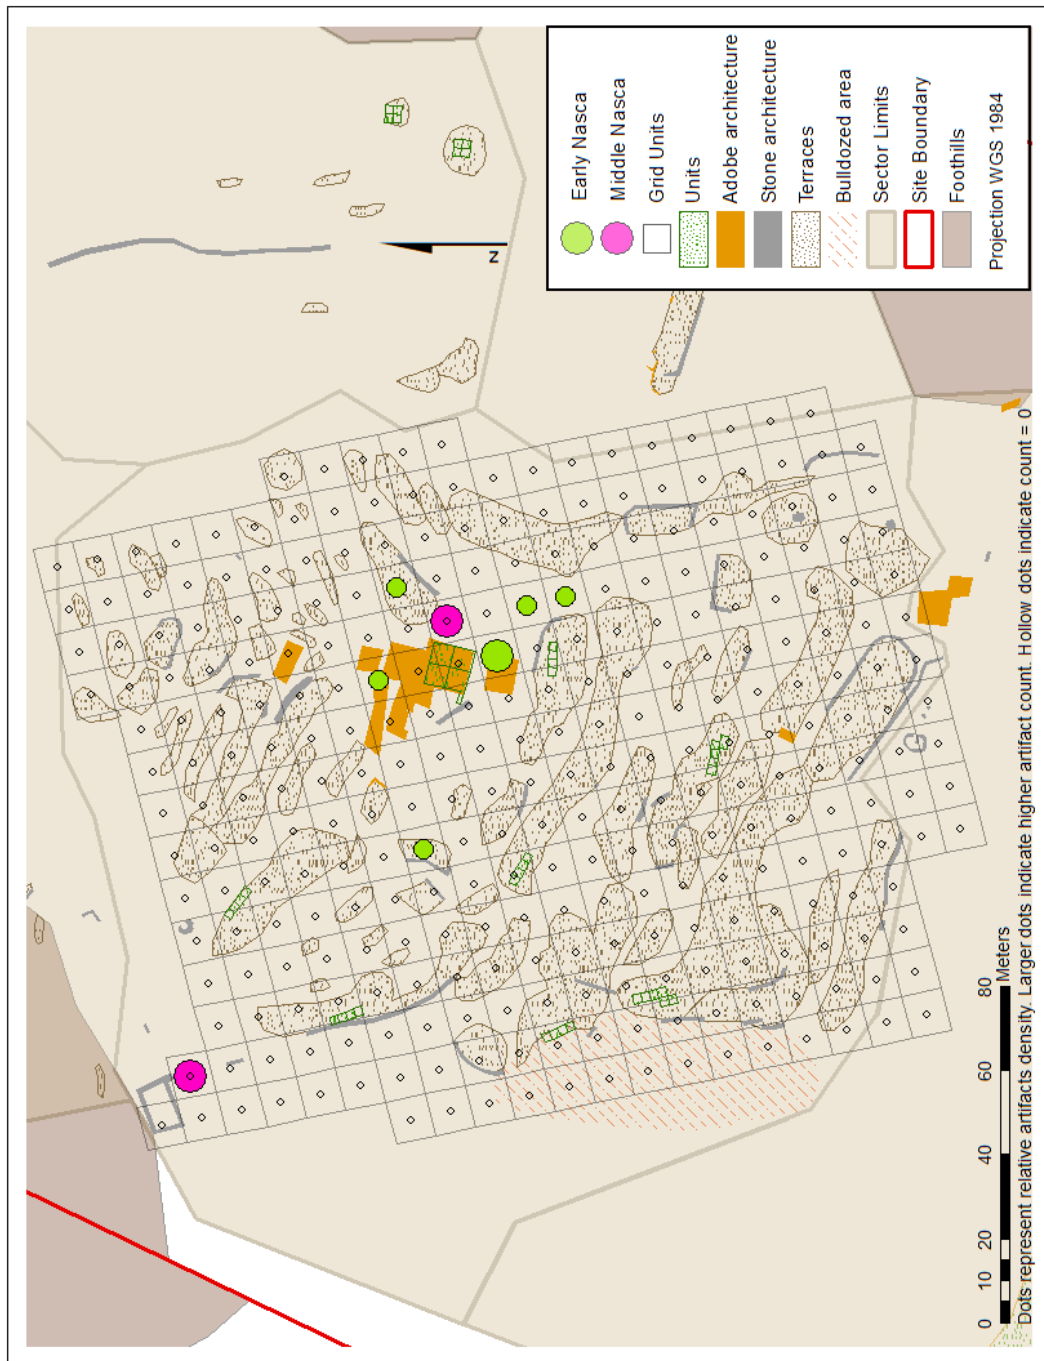 Early Nasca
Middle Nasca
Grid Units
Units
Adobe architecture
Stone architecture
Terraces
Bulldozed area
Sector Limits
Site Boundary
Foothills
Projection WGS 1984
N
0 10 20 40 60 80
Meters
Dots represent relative artifacts density. Larger dots indicate higher artifact count. Hollow dots indicate count = 0